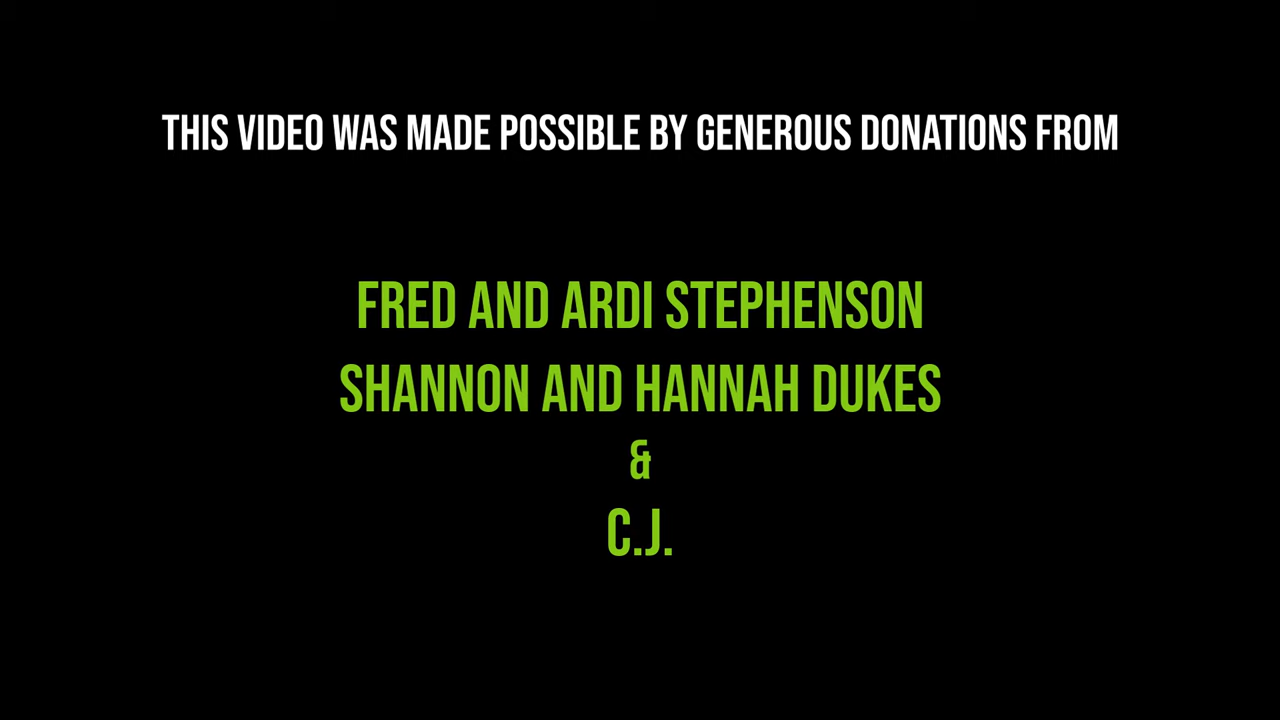 THIS VIDEO WAS MADE POSSIBLE BY GENEROUS DONATIONS FROM
FRED AND ARDI STEPHENSON
SHANNON AND HANNAH DUKES
&
C.J.